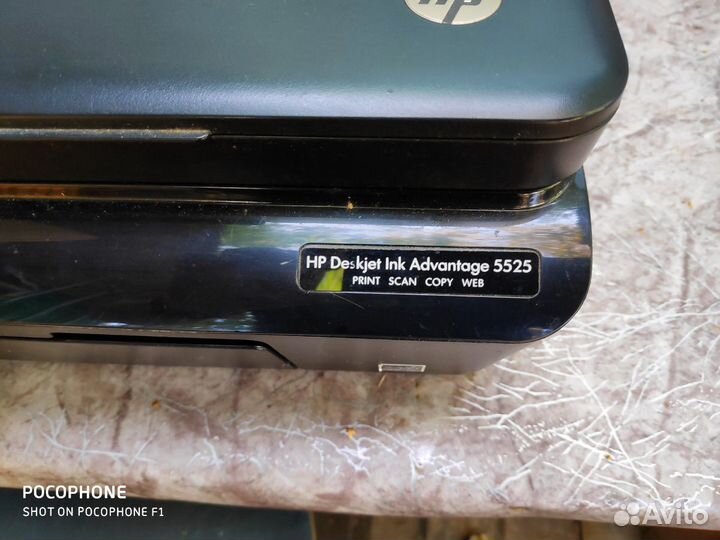 hp
HP Deskjet Ink Advantage 5525
PRINT SCAN COPY WEB
POCOPHONE
SHOT ON POCOPHONE F1
Avito